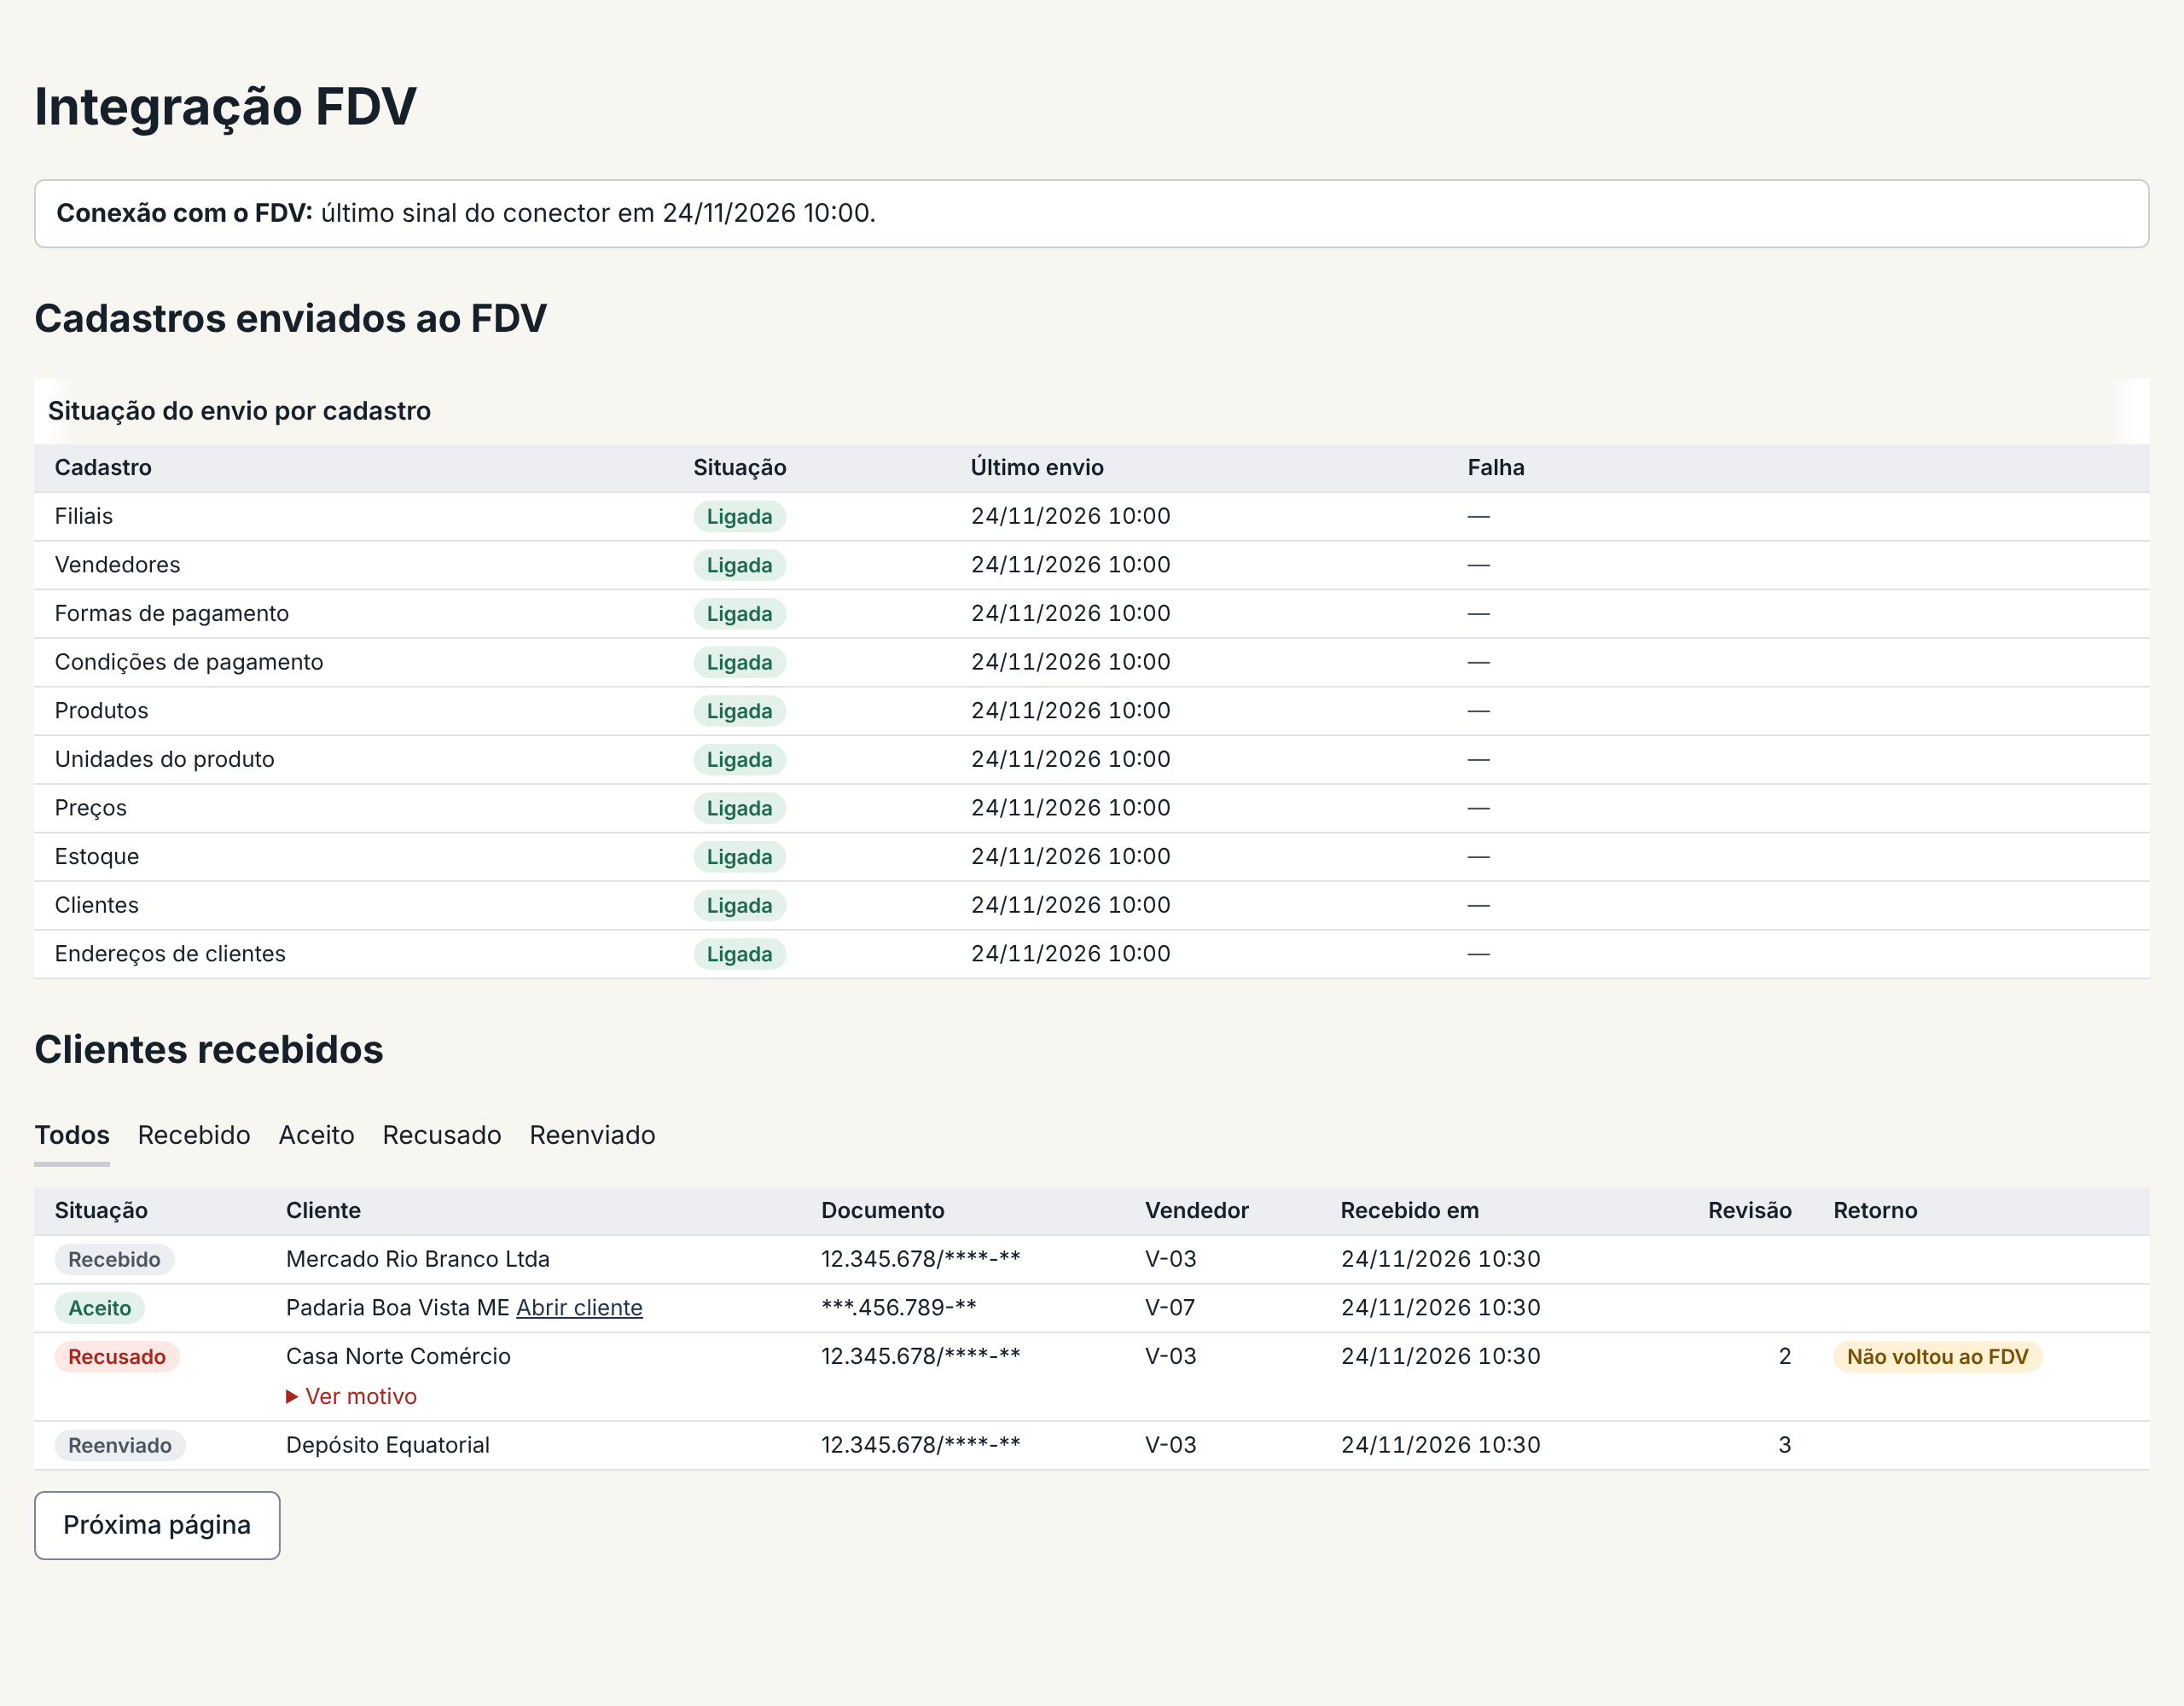 Integração FDV
Conexão com o FDV: último sinal do conector em 24/11/2026 10:00.
Cadastros enviados ao FDV
Situação do envio por cadastro
Cadastro Situação Último envio Falha
Filiais Ligada 24/11/2026 10:00 —
Vendedores Ligada 24/11/2026 10:00 —
Formas de pagamento Ligada 24/11/2026 10:00 —
Condições de pagamento Ligada 24/11/2026 10:00 —
Produtos Ligada 24/11/2026 10:00 —
Unidades do produto Ligada 24/11/2026 10:00 —
Preços Ligada 24/11/2026 10:00 —
Estoque Ligada 24/11/2026 10:00 —
Clientes Ligada 24/11/2026 10:00 —
Endereços de clientes Ligada 24/11/2026 10:00 —
Clientes recebidos
Todos Recebido Aceito Recusado Reenviado
Situação Cliente Documento Vendedor Recebido em Revisão Retorno
Recebido Mercado Rio Branco Ltda 12.345.678/****-** V-03 24/11/2026 10:30
Aceito Padaria Boa Vista ME Abrir cliente ***.456.789-** V-07 24/11/2026 10:30
Recusado Casa Norte Comércio 12.345.678/****-** V-03 24/11/2026 10:30 2 Não voltou ao FDV
▶ Ver motivo
Reenviado Depósito Equatorial 12.345.678/****-** V-03 24/11/2026 10:30 3
Próxima página